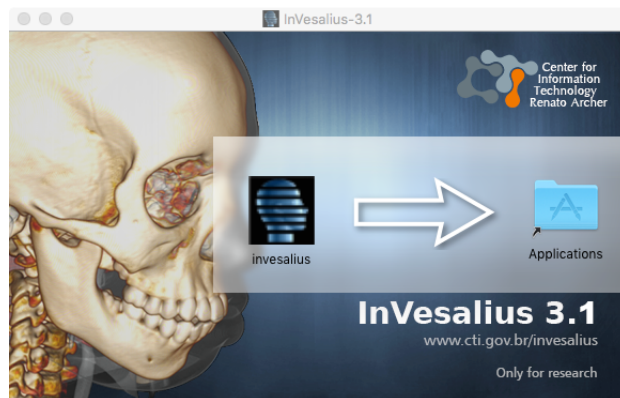 InVesalius-3.1
Center for
Information
Technology
Renato Archer
invesalius
Applications
InVesalius 3.1
www.cti.gov.br/invesalius
Only for research